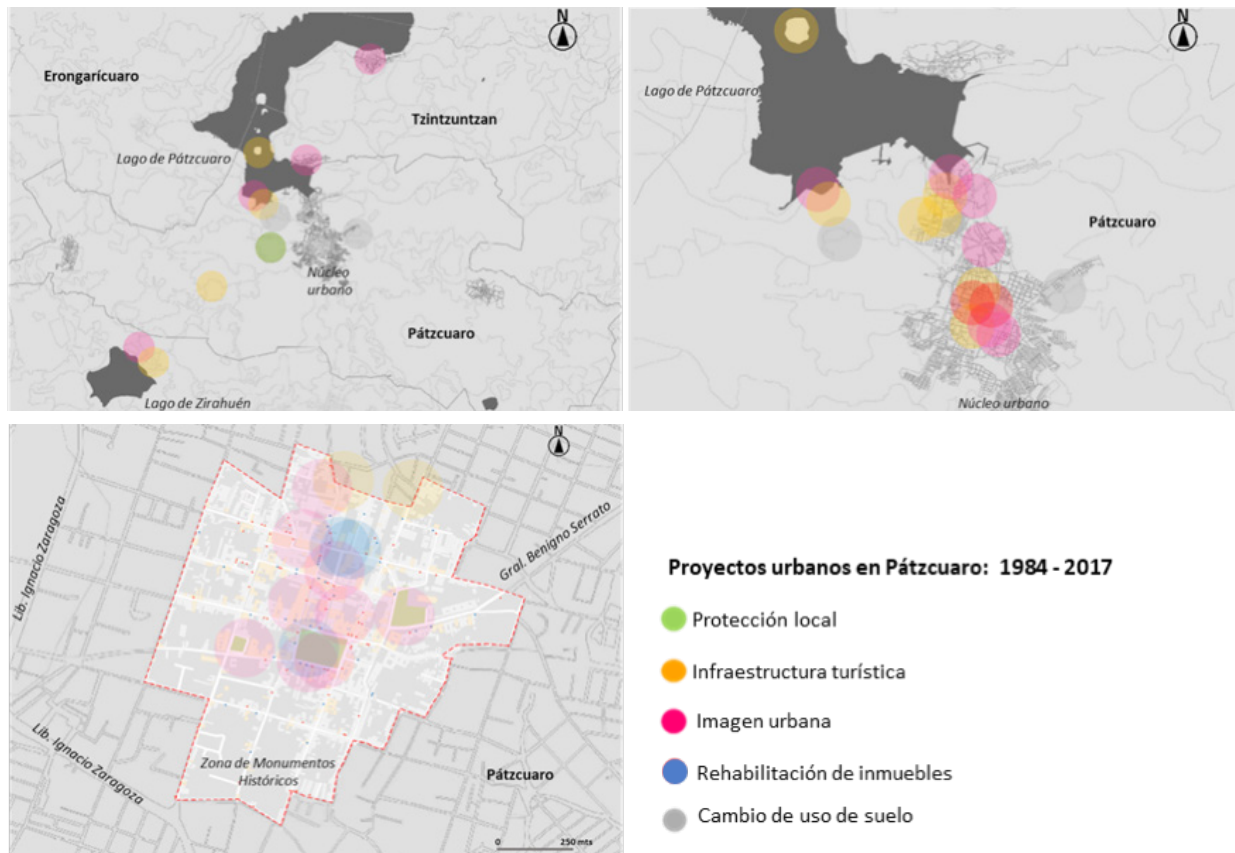 N
Erongarícuaro
Tzintzuntzan
Lago de Pátzcuaro
Núcleo
urbano
Pátzcuaro
Lago de Zirahuén
N
Lago de Pátzcuaro
Pátzcuaro
Núcleo urbano
N
Lib. Ignacio Zaragoza
Gral. Benigno Serrato
Lib. Ignacio Zaragoza
Zona de Monumentos
Históricos
Pátzcuaro
0 250 mts
Proyectos urbanos en Pátzcuaro: 1984 - 2017
Protección local
Infraestructura turística
Imagen urbana
Rehabilitación de inmuebles
Cambio de uso de suelo